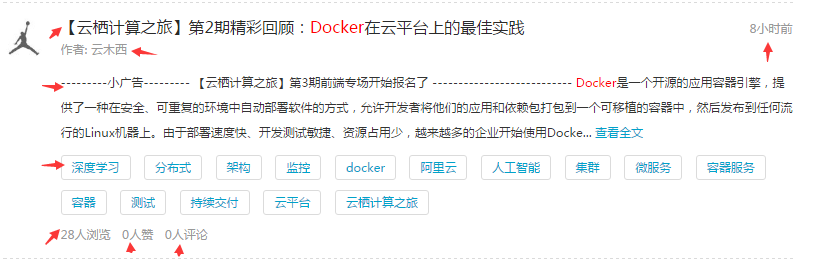 【云栖计算之旅】第2期精彩回顾：Docker在云平台上的最佳实践 8小时前
作者: 云木西
---------小广告--------- 【云栖计算之旅】第3期前端专场开始报名了 --------------------------- Docker是一个开源的应用容器引擎，提
供了一种在安全、可重复的环境中自动部署软件的方式，允许开发者将他们的应用和依赖包打包到一个可移植的容器中，然后发布到任何流
行的Linux机器上。由于部署速度快、开发测试敏捷、资源占用少，越来越多的企业开始使用Docke... 查看全文
深度学习 分布式 架构 监控 docker 阿里云 人工智能 集群 微服务 容器服务
容器 测试 持续交付 云平台 云栖计算之旅
28人浏览 0人赞 0人评论